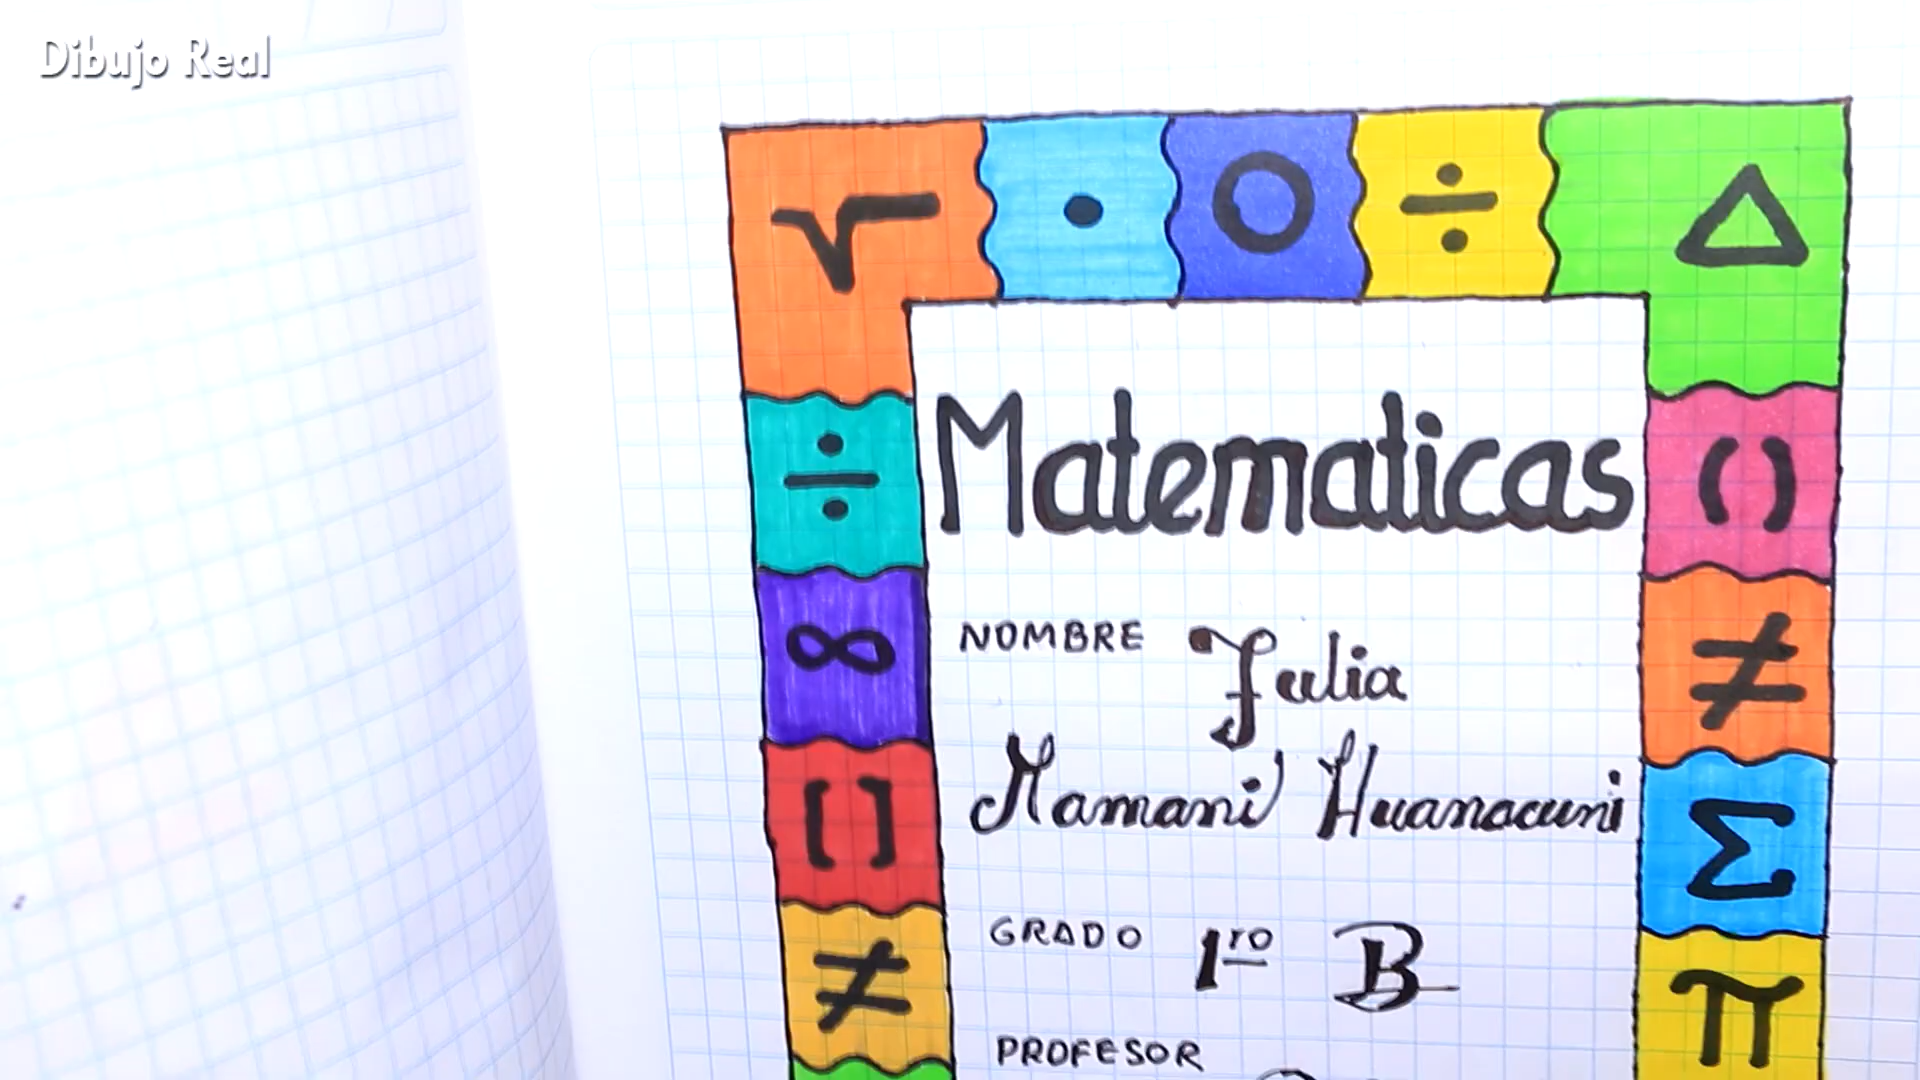 Dibujo Real
√ • ○ ÷ △
Matematicas
÷ ( )
NOMBRE Julia
∞ ≠
Mamani Huanacuni
[ ] Σ
GRADO 1ro B
≠ π
PROFESOR